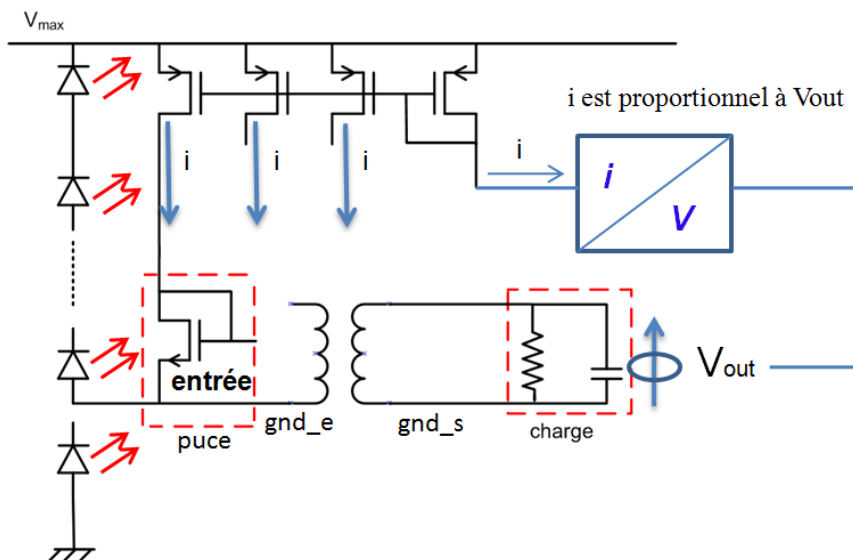 Vmax
i est proportionnel à Vout
i
i
i
i
i
V
entrée
puce
gnd_e
gnd_s
charge
Vout